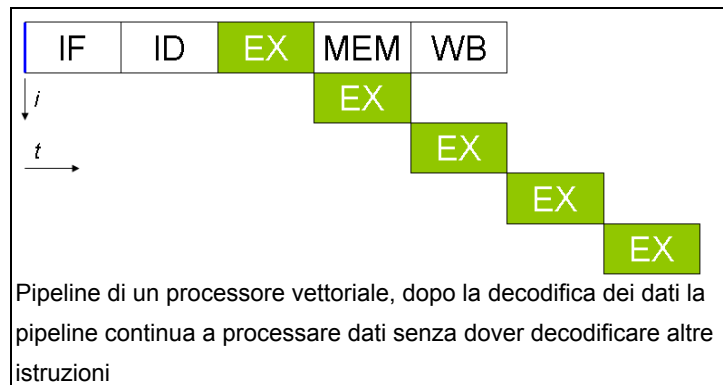 IF ID EX MEM WB
i EX
t EX
EX
EX
Pipeline di un processore vettoriale, dopo la decodifica dei dati la
pipeline continua a processare dati senza dover decodificare altre
istruzioni